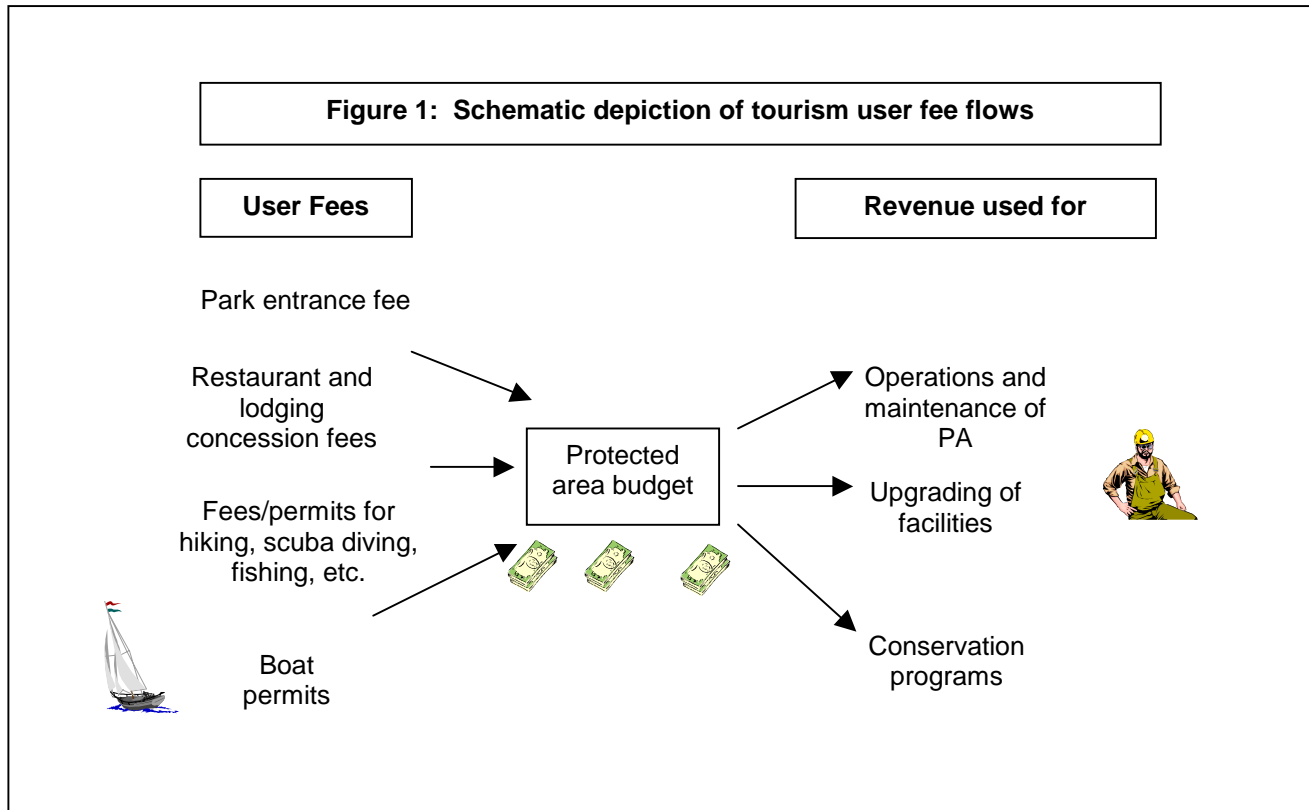 Figure 1:  Schematic depiction of tourism user fee flows
User Fees
Revenue used for
Park entrance fee
Restaurant and
lodging
concession fees
Fees/permits for
hiking, scuba diving,
fishing, etc.
Boat
permits
Protected
area budget
Operations and
maintenance of
PA
Upgrading of
facilities
Conservation
programs